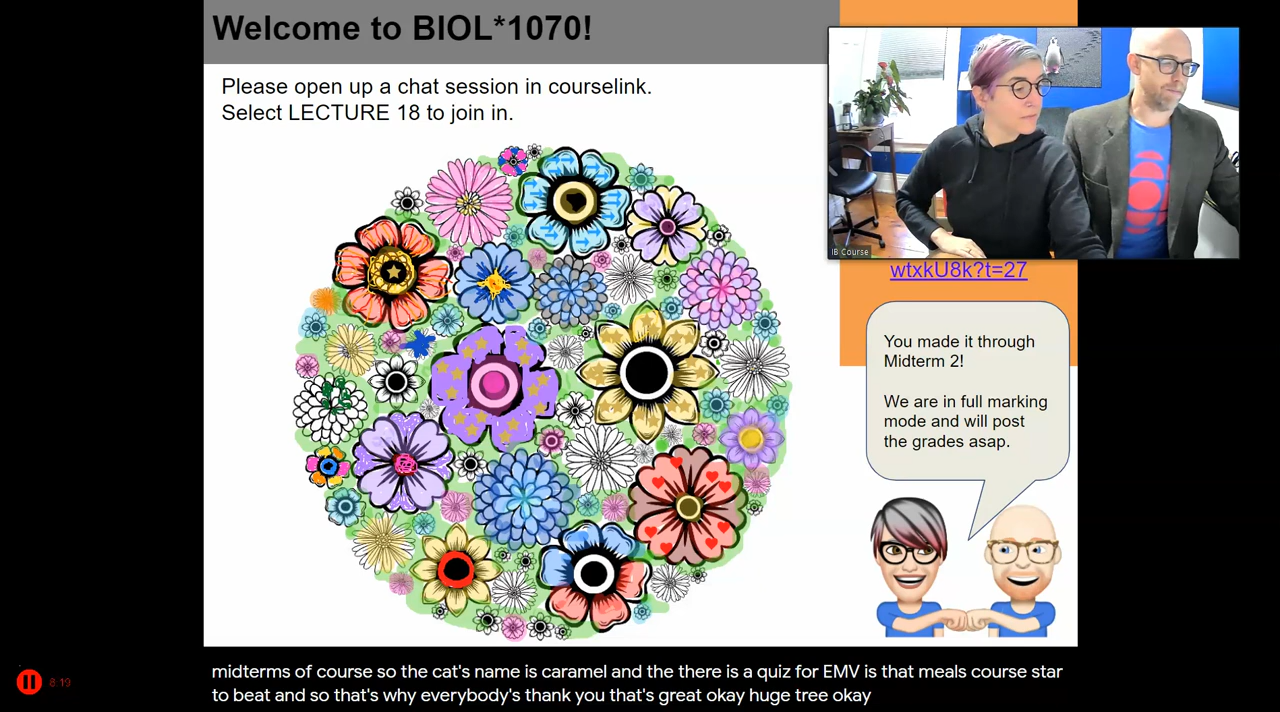 Welcome to BIOL*1070!
Please open up a chat session in courselink.
Select LECTURE 18 to join in.
IB Course
wtxkU8k?t=27
You made it through
Midterm 2!
We are in full marking
mode and will post
the grades asap.
8:19
midterms of course so the cat's name is caramel and the there is a quiz for EMV is that meals course star
to beat and so that's why everybody's thank you that's great okay huge tree okay